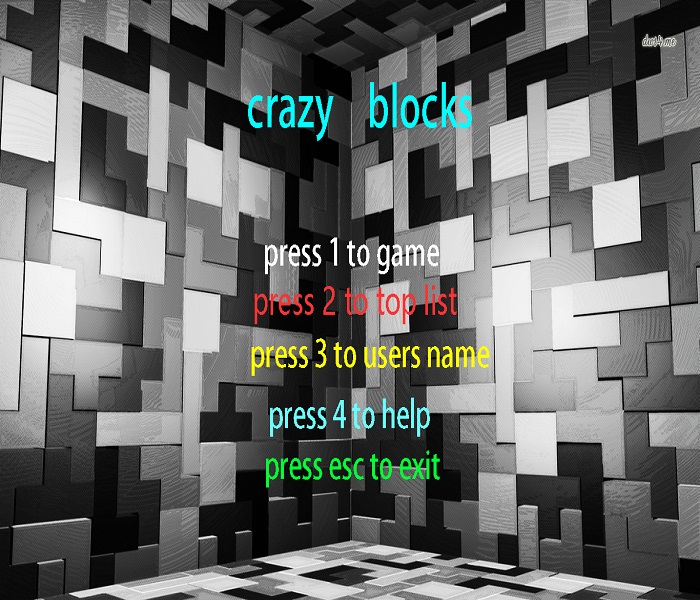 crazy blocks
press 1 to game
press 2 to top list
press 3 to users name
press 4 to help
press esc to exit